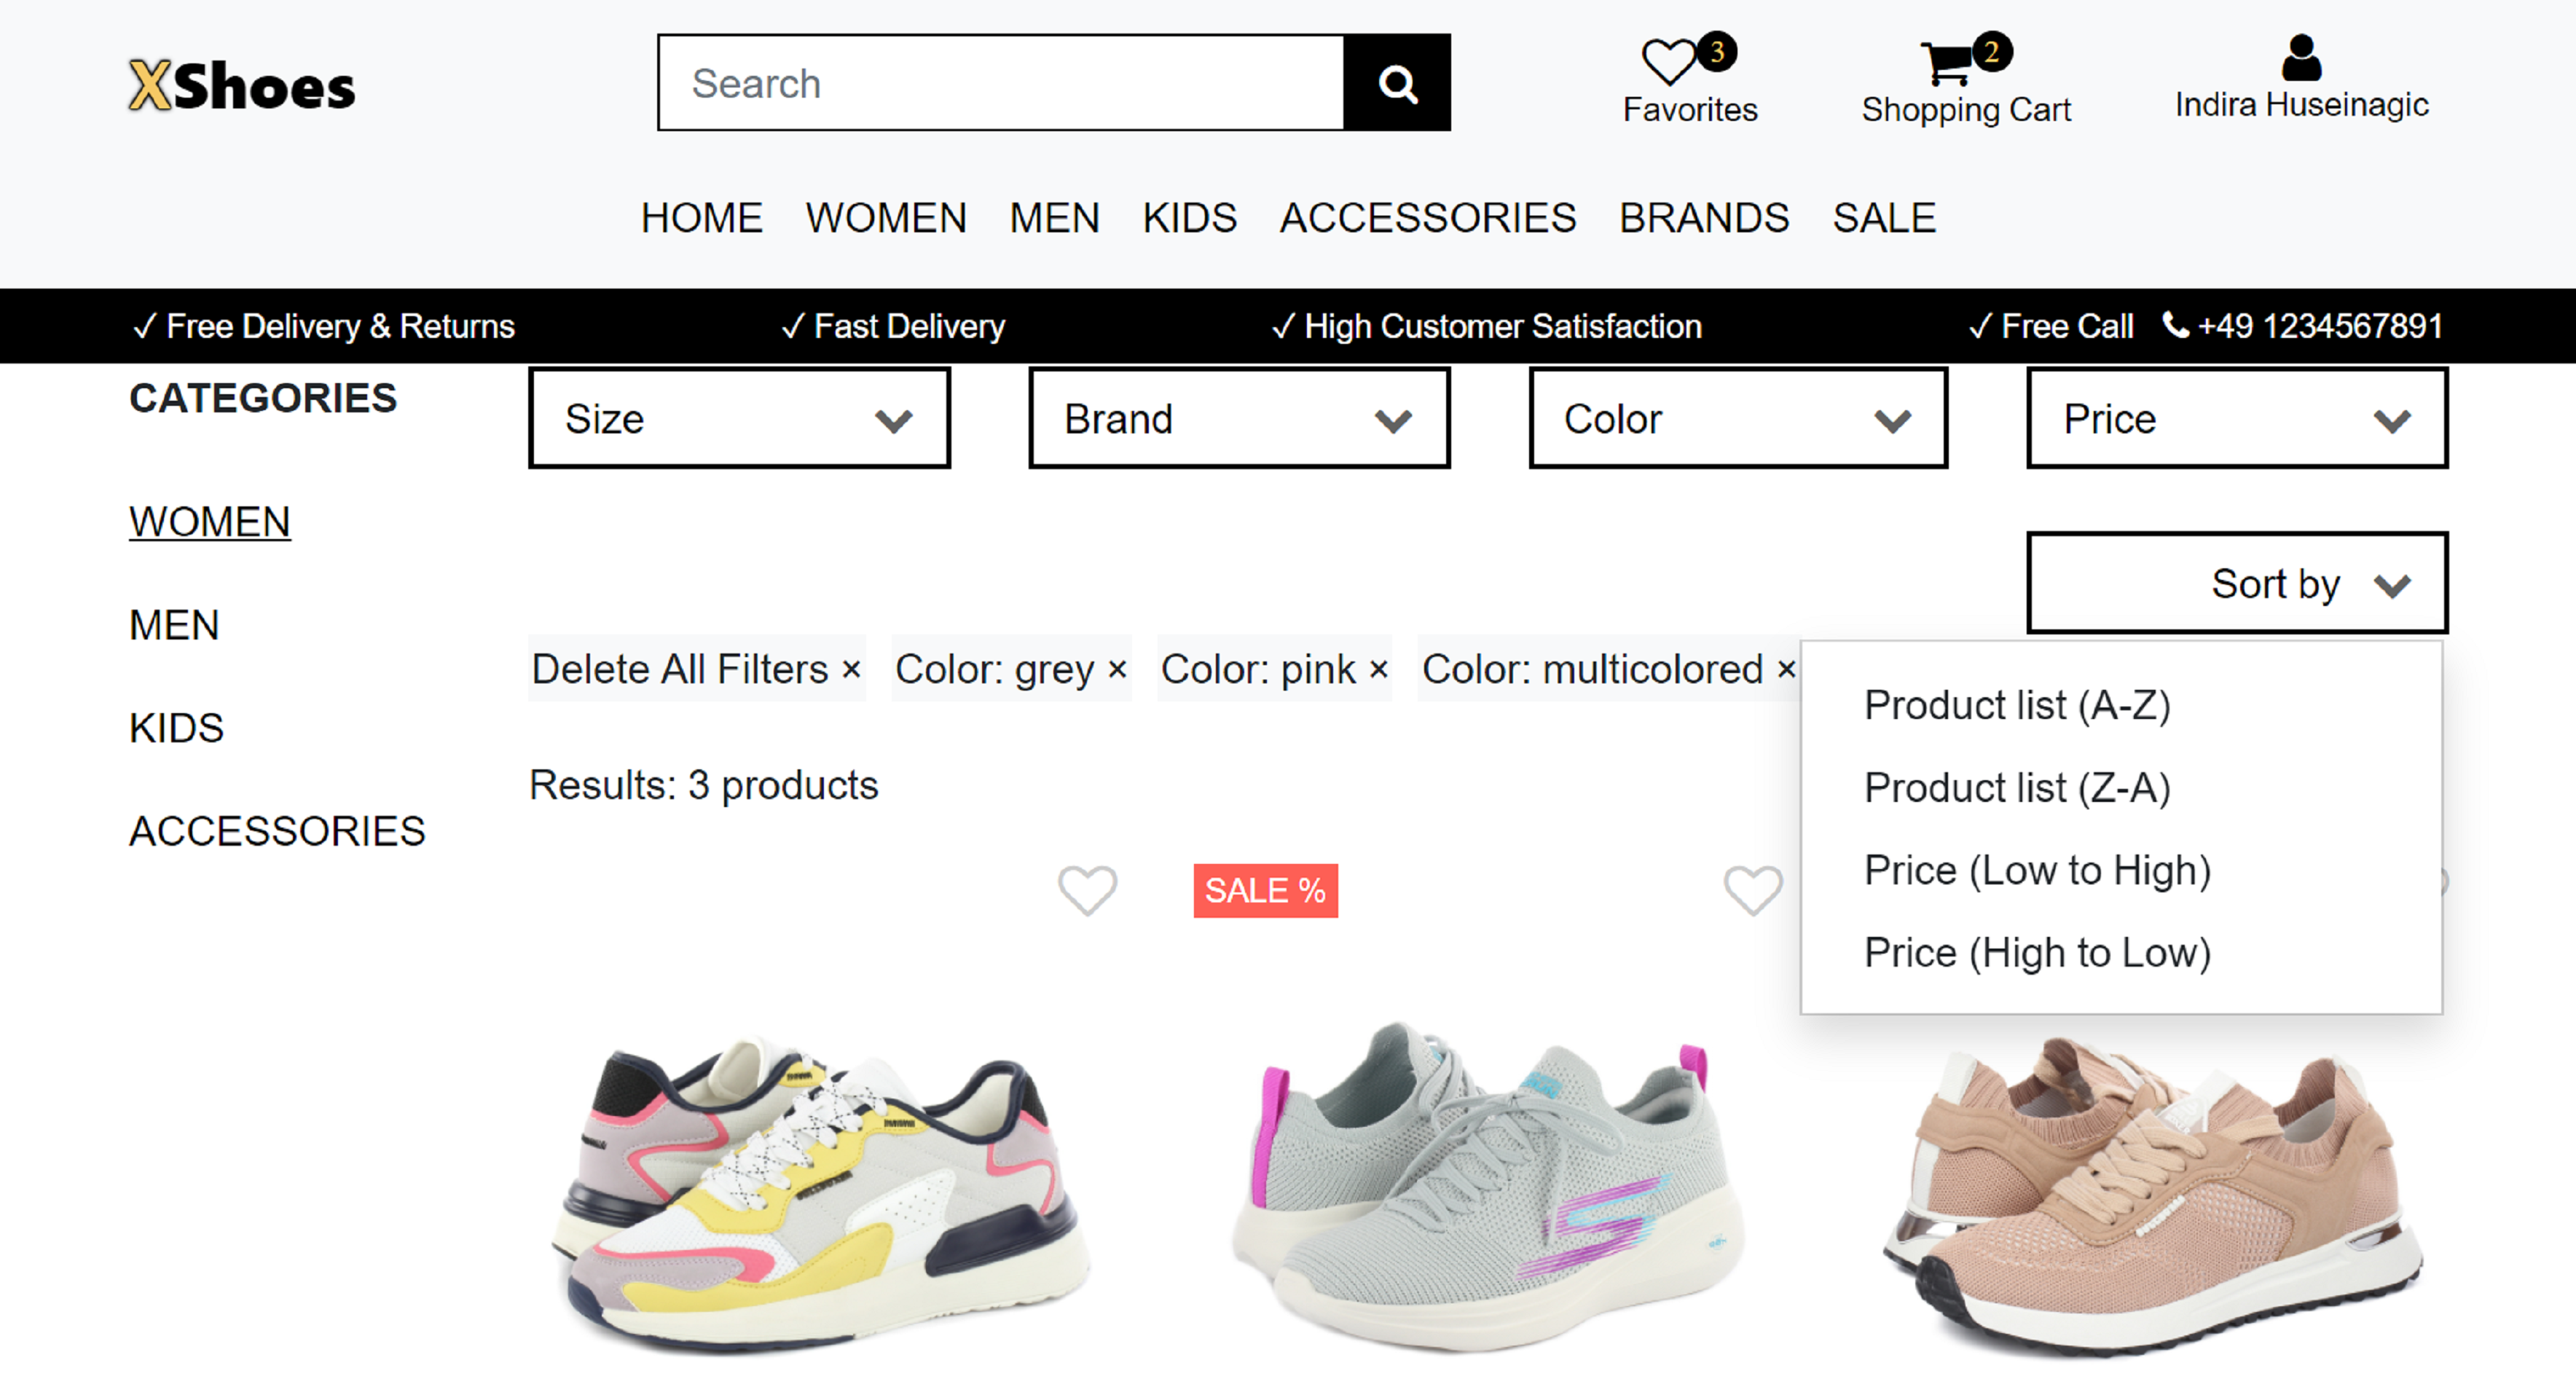 XShoes
Search
3
Favorites
2
Shopping Cart
Indira Huseinagic
HOME WOMEN MEN KIDS ACCESSORIES BRANDS SALE
✓ Free Delivery & Returns ✓ Fast Delivery ✓ High Customer Satisfaction ✓ Free Call +49 1234567891
CATEGORIES
WOMEN
MEN
KIDS
ACCESSORIES
Size
Brand
Color
Price
Sort by
Delete All Filters × Color: grey × Color: pink × Color: multicolored ×
Product list (A-Z)
Product list (Z-A)
Price (Low to High)
Price (High to Low)
Results: 3 products
SALE %